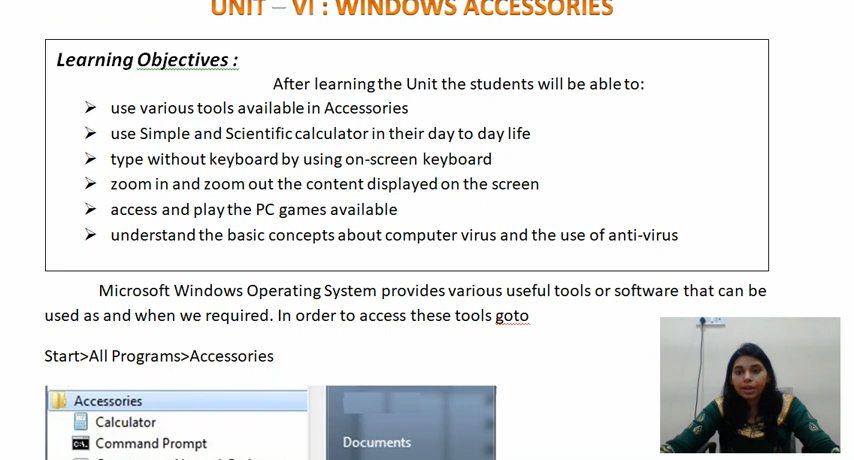 UNIT – VI : WINDOWS ACCESSORIES
Learning Objectives :
After learning the Unit the students will be able to:
➢ use various tools available in Accessories
➢ use Simple and Scientific calculator in their day to day life
➢ type without keyboard by using on-screen keyboard
➢ zoom in and zoom out the content displayed on the screen
➢ access and play the PC games available
➢ understand the basic concepts about computer virus and the use of anti-virus
Microsoft Windows Operating System provides various useful tools or software that can be
used as and when we required. In order to access these tools goto
Start>All Programs>Accessories
Accessories
Calculator
Command Prompt
Documents